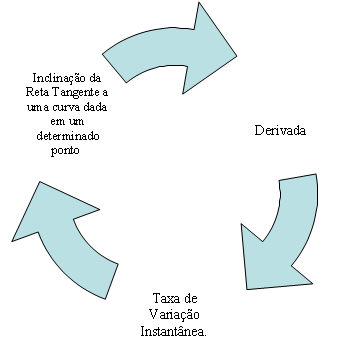 Inclinação da
Reta Tangente a
uma curva dada
em um
determinado
ponto
Derivada
Taxa de
Variação
Instantânea.